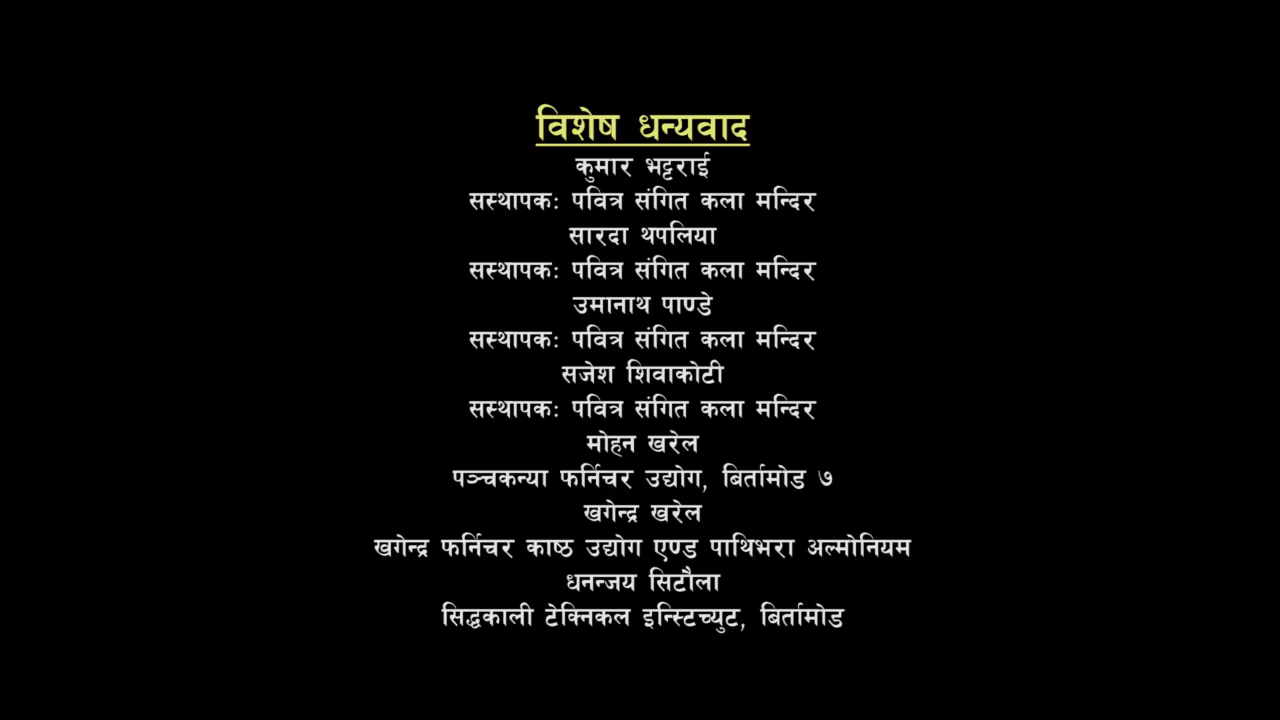 विशेष धन्यवाद
कुमार भट्टराई
सस्थापकः पवित्र संगित कला मन्दिर
सारदा थपलिया
सस्थापकः पवित्र संगित कला मन्दिर
उमानाथ पाण्डे
सस्थापकः पवित्र संगित कला मन्दिर
सजेश शिवाकोटी
सस्थापकः पवित्र संगित कला मन्दिर
मोहन खरेल
पञ्चकन्या फर्निचर उद्योग, बिर्तामोड ७
खगेन्द्र खरेल
खगेन्द्र फर्निचर काष्ठ उद्योग एण्ड पाथिभरा अल्मोनियम
धनन्जय सिटौला
सिद्धकाली टेक्निकल इन्स्टिच्युट, बिर्तामोड